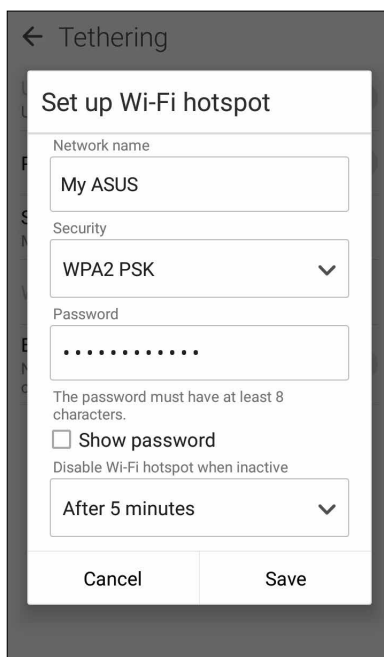 Tethering
Set up Wi-Fi hotspot
Network name
My ASUS
Security
WPA2 PSK
Password
••••••••••••
The password must have at least 8
characters.
Show password
Disable Wi-Fi hotspot when inactive
After 5 minutes
Cancel
Save